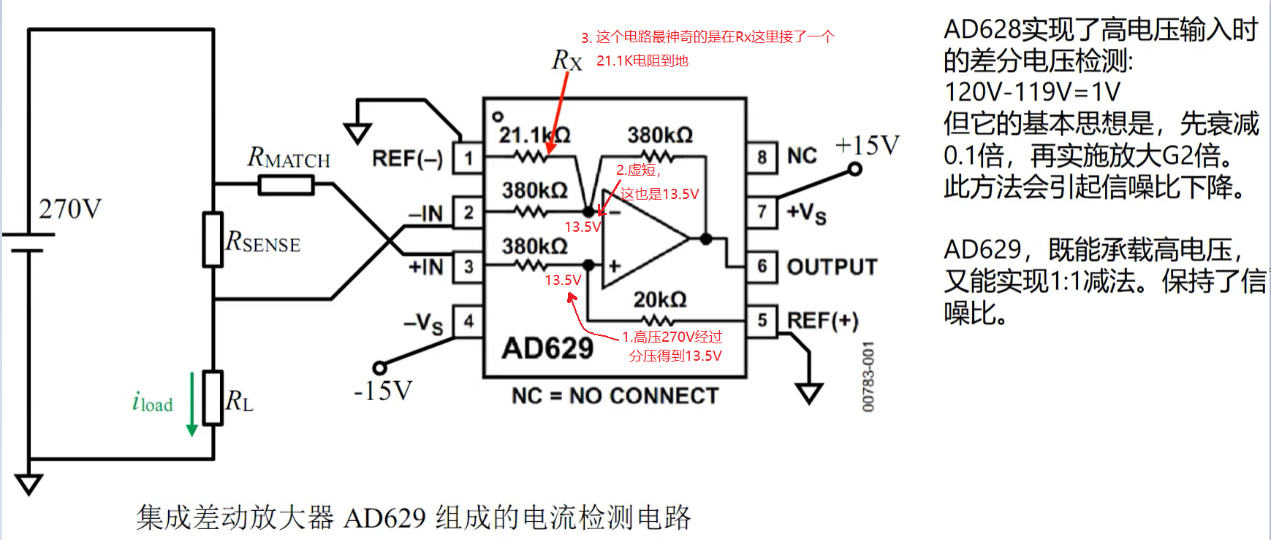 3. 这个电路最神奇的是在Rx这里接了一个
21.1K电阻到地
RX
21.1kΩ
380kΩ
REF(–)
1
8
NC
+15V
RMATCH
2.虚短，
这也是13.5V
380kΩ
–IN
2
13.5V
7
+VS
270V
RSENSE
380kΩ
+IN
3
13.5V
6
OUTPUT
20kΩ
–VS
4
5
REF(+)
1.高压270V经过
分压得到13.5V
AD629
-15V
NC = NO CONNECT
00783-001
iload
RL
集成差动放大器 AD629 组成的电流检测电路
AD628实现了高电压输入时
的差分电压检测:
120V-119V=1V
但它的基本思想是，先衰减
0.1倍，再实施放大G2倍。
此方法会引起信噪比下降。
AD629，既能承载高电压，
又能实现1:1减法。保持了信
噪比。